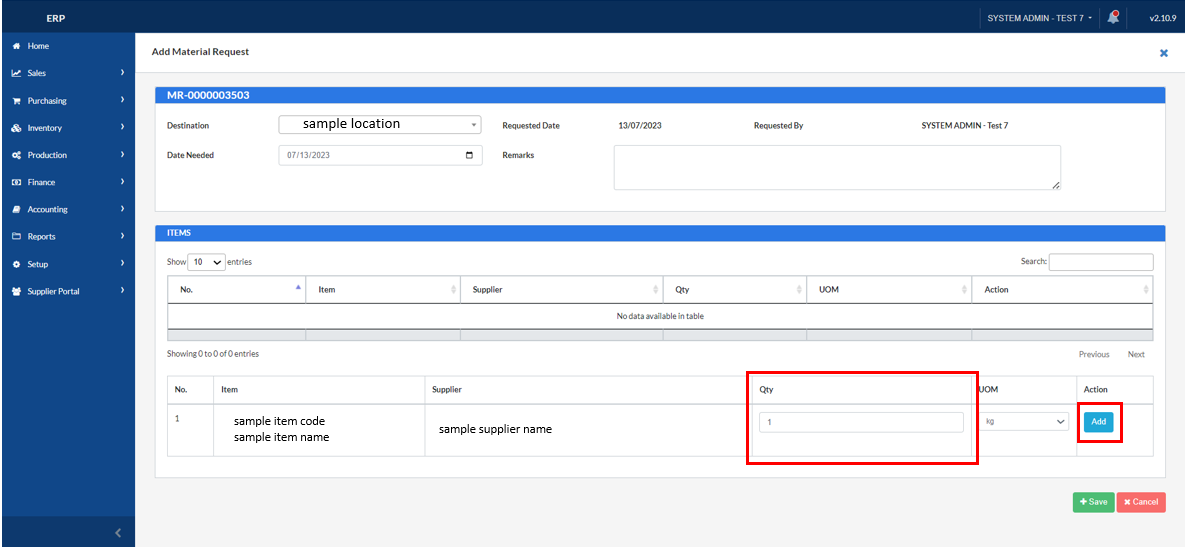 ERP
SYSTEM ADMIN - TEST 7
v2.10.9
Home
Sales
Purchasing
Inventory
Production
Finance
Accounting
Reports
Setup
Supplier Portal
Add Material Request
MR-0000003503
Destination
sample location
Requested Date
13/07/2023
Requested By
SYSTEM ADMIN - Test 7
Date Needed
07/13/2023
Remarks
ITEMS
Show 10 entries
Search:
No. Item Supplier Qty UOM Action
No data available in table
Showing 0 to 0 of 0 entries
Previous Next
No. Item Supplier Qty UOM Action
1
sample item code
sample item name
sample supplier name
1
kg
Add
Save
Cancel